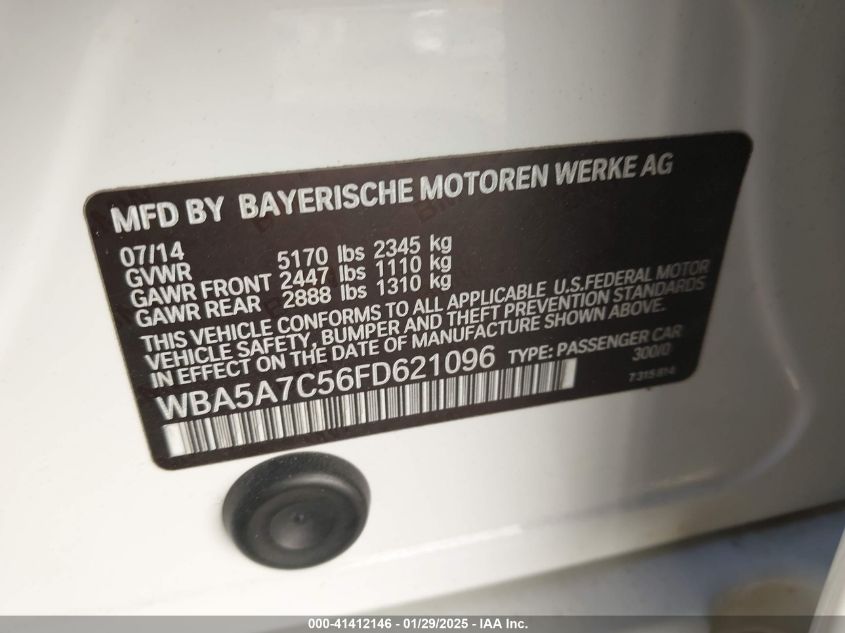 MFD BY BAYERISCHE MOTOREN WERKE AG
07/14
GVWR 5170 lbs 2345 kg
GAWR FRONT 2447 lbs 1110 kg
GAWR REAR 2888 lbs 1310 kg
THIS VEHICLE CONFORMS TO ALL APPLICABLE U.S.FEDERAL MOTOR
VEHICLE SAFETY, BUMPER AND THEFT PREVENTION STANDARDS
IN EFFECT ON THE DATE OF MANUFACTURE SHOWN ABOVE.
WBA5A7C56FD621096 TYPE: PASSENGER CAR
300/0
7 315 814
000-41412146 - 01/29/2025 - IAA Inc.